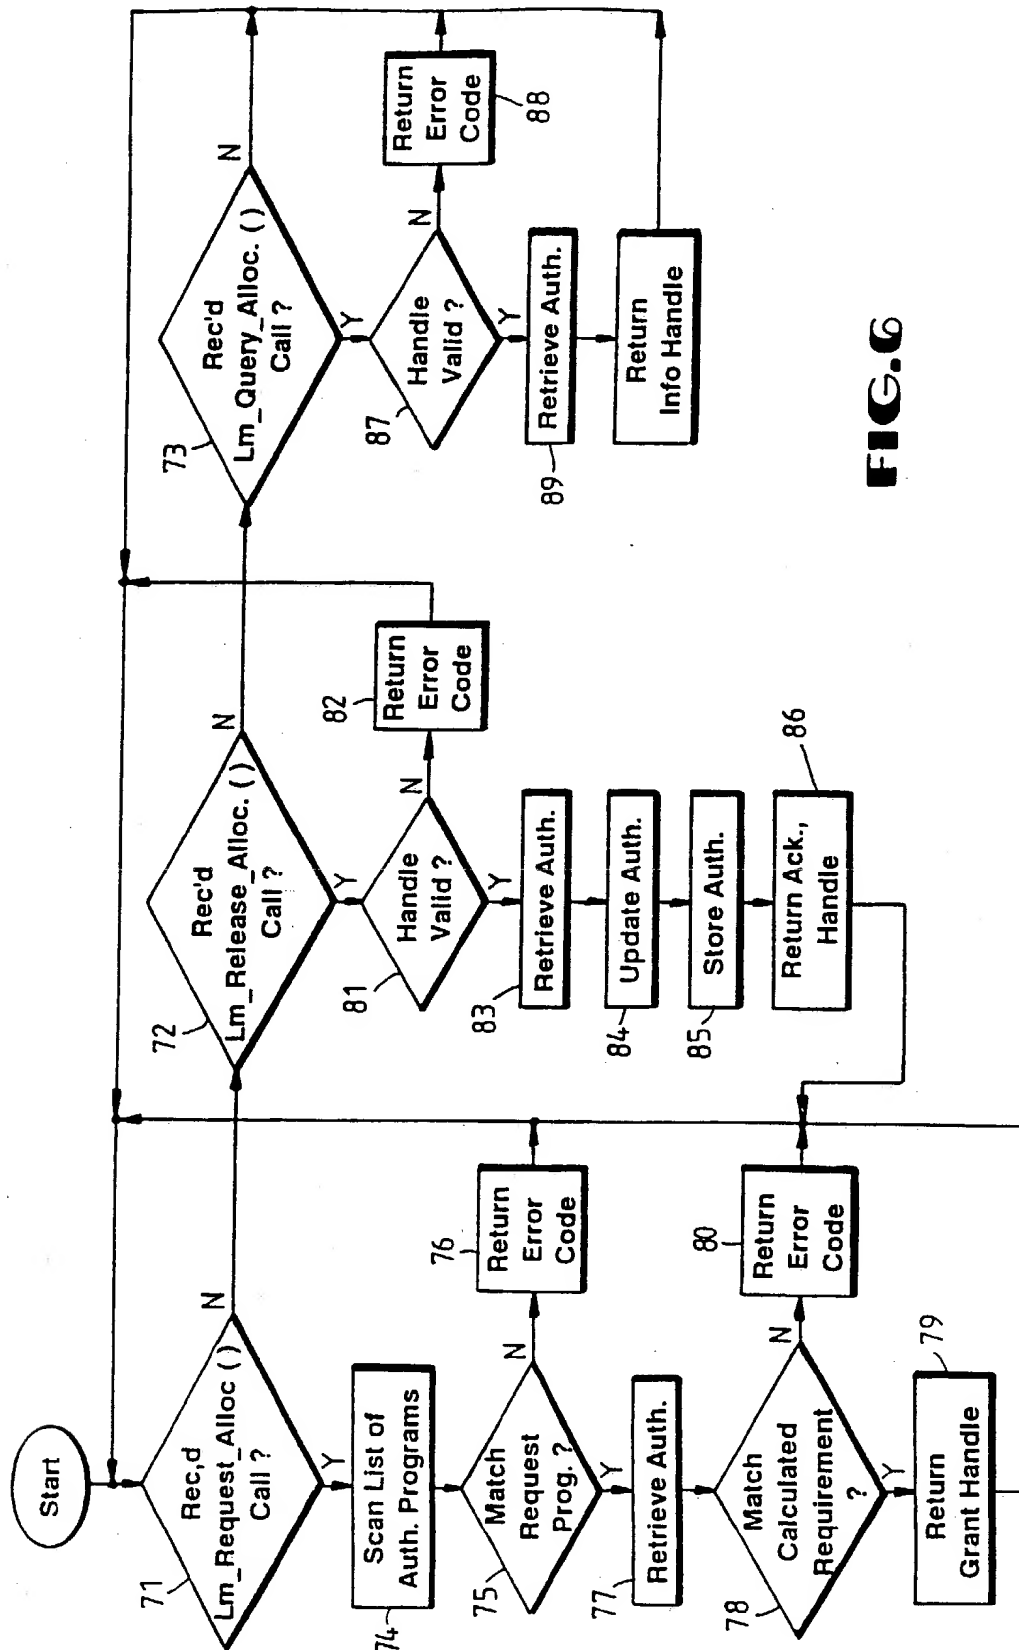 Start
71
Rec,d
Lm_Request_Alloc ( )
Call ?
N
Y
74
Scan List of
Auth. Programs
75
Match
Request
Prog. ?
N
Y
76
Return
Error
Code
77
Retrieve Auth.
78
Match
Calculated
Requirement
?
N
Y
80
Return
Error
Code
79
Return
Grant Handle
72
Rec'd
Lm_Release_Alloc. ( )
Call ?
N
Y
81
Handle
Valid ?
N
Y
82
Return
Error
Code
83
Retrieve Auth.
84
Update Auth.
85
Store Auth.
86
Return Ack.,
Handle
73
Rec'd
Lm_Query_Alloc. ( )
Call ?
N
Y
87
Handle
Valid ?
N
Y
88
Return
Error
Code
89
Retrieve Auth.
Return
Info Handle
FIG.6